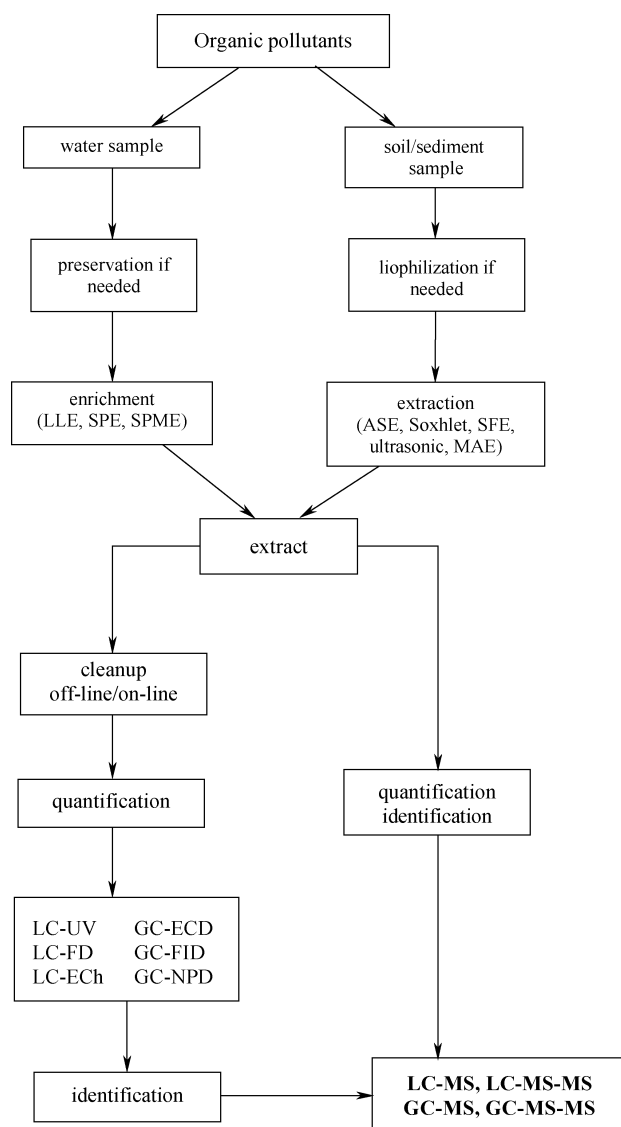 Organic pollutants
water sample
soil/sediment
sample
preservation if
needed
liophilization if
needed
enrichment
(LLE, SPE, SPME)
extraction
(ASE, Soxhlet, SFE,
ultrasonic, MAE)
extract
cleanup
off-line/on-line
quantification
quantification
identification
LC-UV GC-ECD
LC-FD GC-FID
LC-ECh GC-NPD
identification
LC-MS, LC-MS-MS
GC-MS, GC-MS-MS